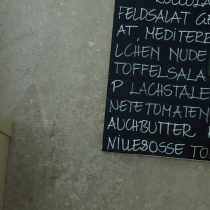 FELDSALAT
AT, MEDITERR
LCHEN NUDE
TOFFELSALA
P LACHSTALE
NETETOMATEN
AUCHBUTTER
NILLESOSSE TO